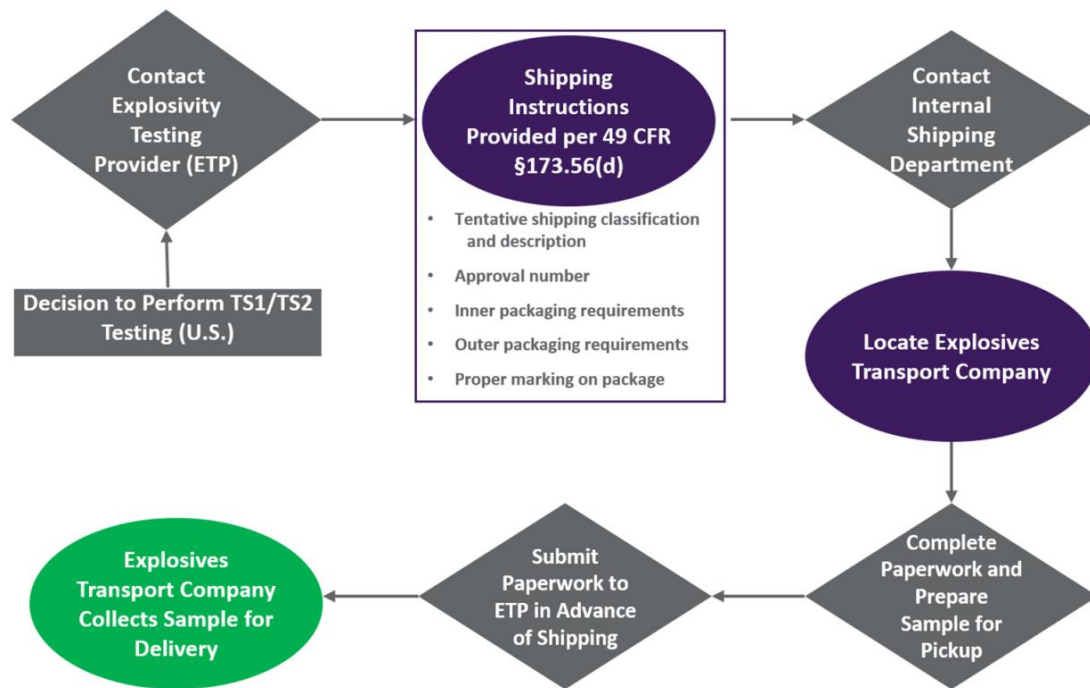 Decision to Perform TS1/TS2
Testing (U.S.)
Contact
Explosivity
Testing
Provider (ETP)
Shipping
Instructions
Provided per 49 CFR
§173.56(d)
• Tentative shipping classification
and description
• Approval number
• Inner packaging requirements
• Outer packaging requirements
• Proper marking on package
Contact
Internal
Shipping
Department
Locate Explosives
Transport Company
Complete
Paperwork and
Prepare
Sample for
Pickup
Submit
Paperwork to
ETP in Advance
of Shipping
Explosives
Transport Company
Collects Sample for
Delivery